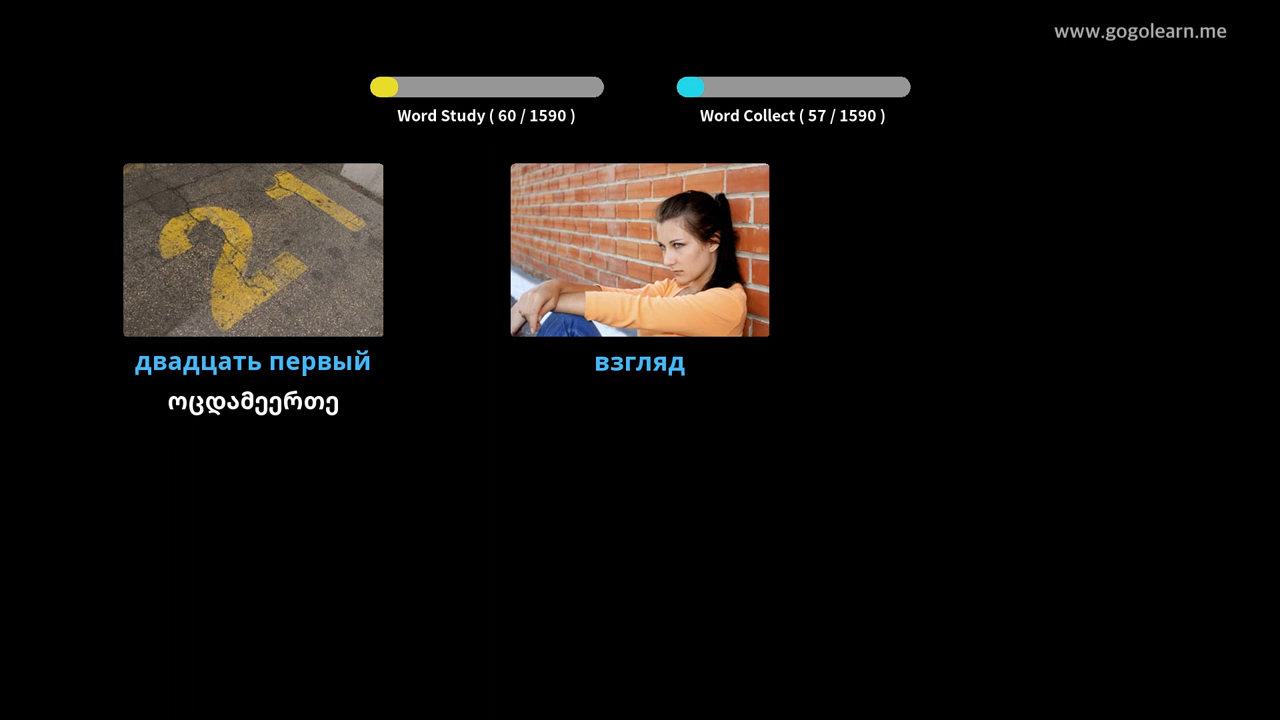 www.gogolearn.me
Word Study ( 60 / 1590 )
Word Collect ( 57 / 1590 )
21
двадцать первый
взгляд
ოცდამეერთე